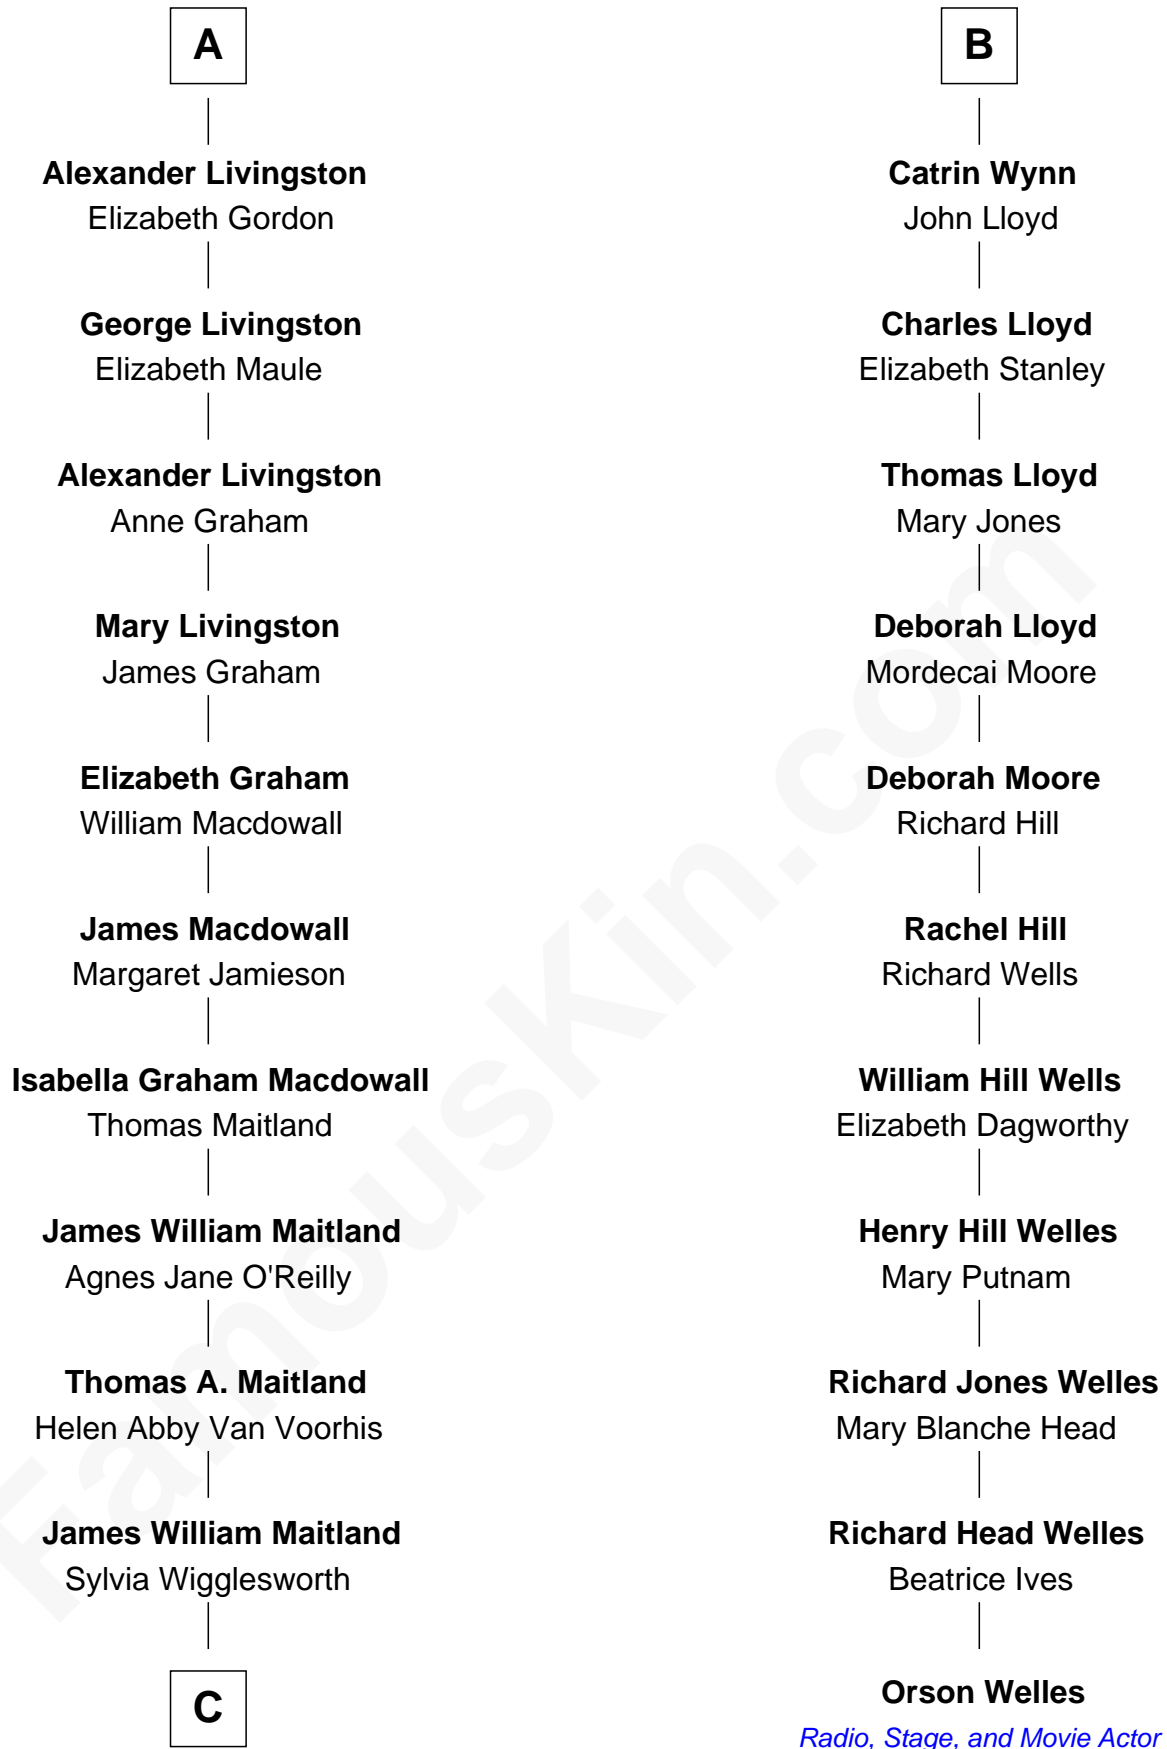 A
Alexander Livingston
Elizabeth Gordon
George Livingston
Elizabeth Maule
Alexander Livingston
Anne Graham
Mary Livingston
James Graham
Elizabeth Graham
William Macdowall
James Macdowall
Margaret Jamieson
Isabella Graham Macdowall
Thomas Maitland
James William Maitland
Agnes Jane O'Reilly
Thomas A. Maitland
Helen Abby Van Voorhis
James William Maitland
Sylvia Wigglesworth
C
B
Catrin Wynn
John Lloyd
Charles Lloyd
Elizabeth Stanley
Thomas Lloyd
Mary Jones
Deborah Lloyd
Mordecai Moore
Deborah Moore
Richard Hill
Rachel Hill
Richard Wells
William Hill Wells
Elizabeth Dagworthy
Henry Hill Welles
Mary Putnam
Richard Jones Welles
Mary Blanche Head
Richard Head Welles
Beatrice Ives
Orson Welles
Radio, Stage, and Movie Actor
FamousKin.com